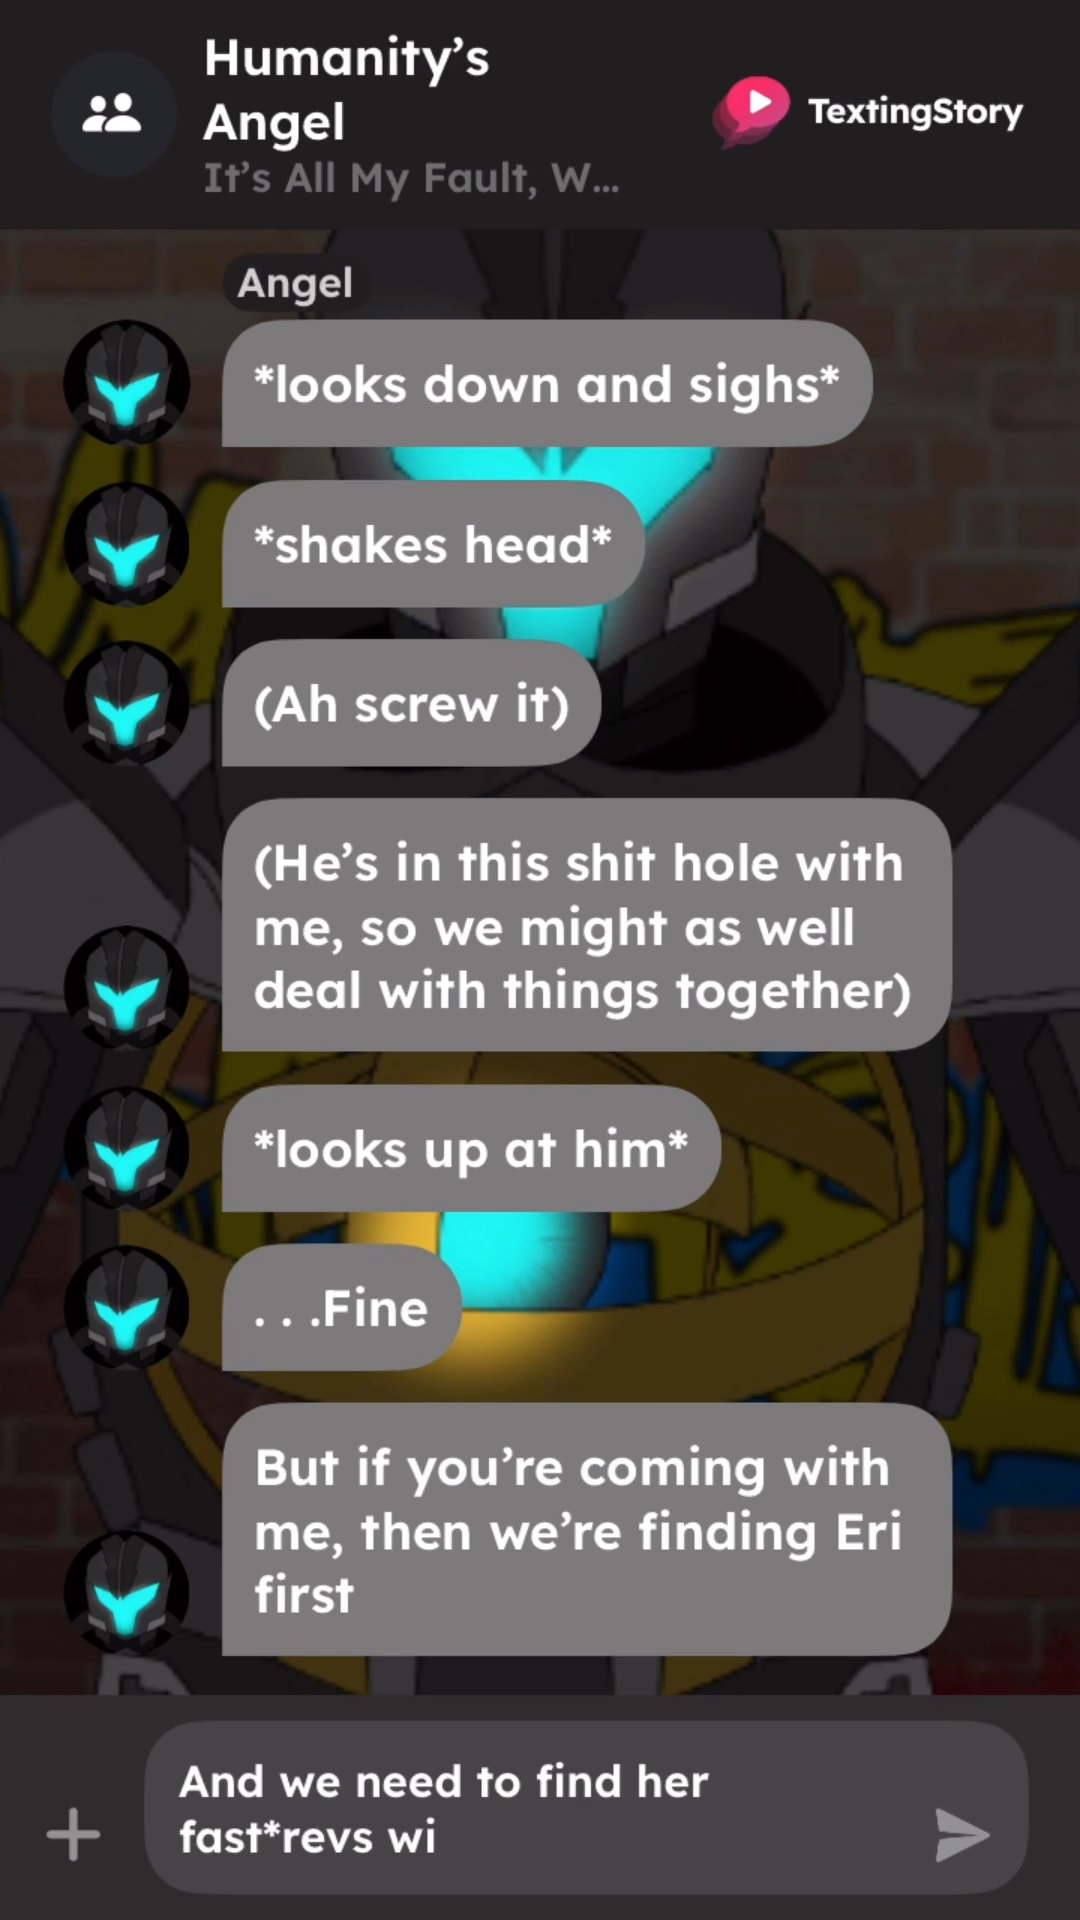 Humanity’s
Angel
It’s All My Fault, W...
TextingStory
Angel
*looks down and sighs*
*shakes head*
(Ah screw it)
(He’s in this shit hole with
me, so we might as well
deal with things together)
*looks up at him*
. . .Fine
But if you’re coming with
me, then we’re finding Eri
first
And we need to find her
fast*revs wi